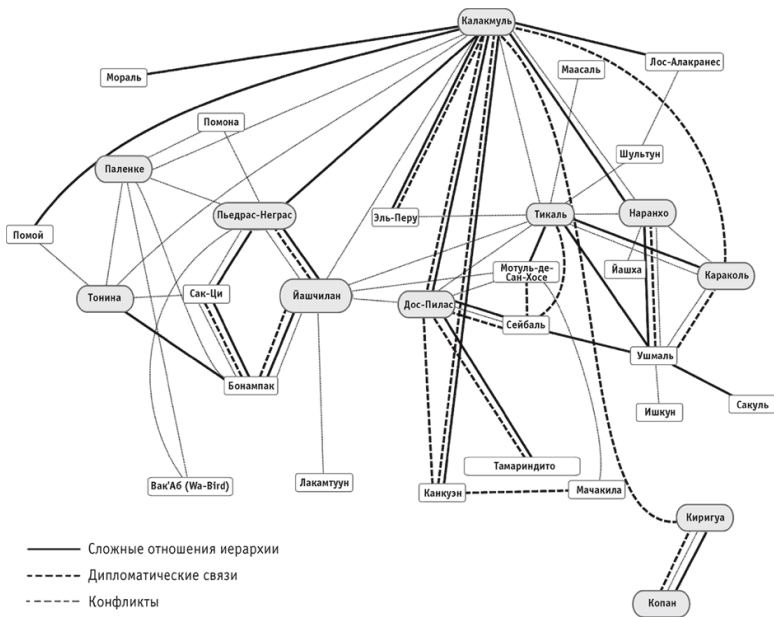 Калакмуль
Мораль
Маасаль
Лос-Алакранес
Помона
Шультун
Паленке
Пьедрас-Неграс
Эль-Перу
Тикаль
Наранхо
Помой
Мотуль-де-
Сан-Хосе
Йашха
Караколь
Тонина
Сак-Ци
Йашчилан
Дос-Пилас
Сейбаль
Бонампак
Ушмаль
Ишкун
Сакуль
Тамариндито
Вак'Аб (Wa-Bird)
Лакамтуун
Канкуэн
Мачакила
Киригуа
Копан
Сложные отношения иерархии
Дипломатические связи
Конфликты